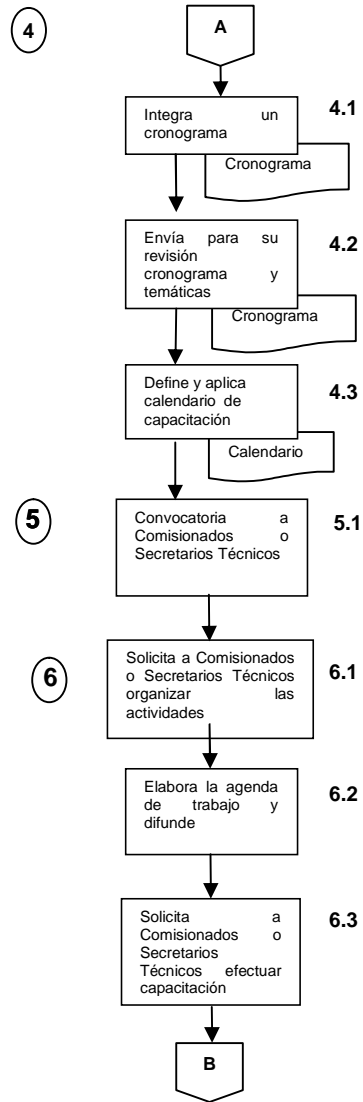 4
A
Integra un
cronograma
4.1
Cronograma
Envía para su
revisión
cronograma y
temáticas
4.2
Cronograma
Define y aplica
calendario de
capacitación
4.3
Calendario
5
Convocatoria a
Comisionados o
Secretarios Técnicos
5.1
6
Solicita a Comisionados
o Secretarios Técnicos
organizar las
actividades
6.1
Elabora la agenda
de trabajo y
difunde
6.2
Solicita a
Comisionados o
Secretarios
Técnicos efectuar
capacitación
6.3
B